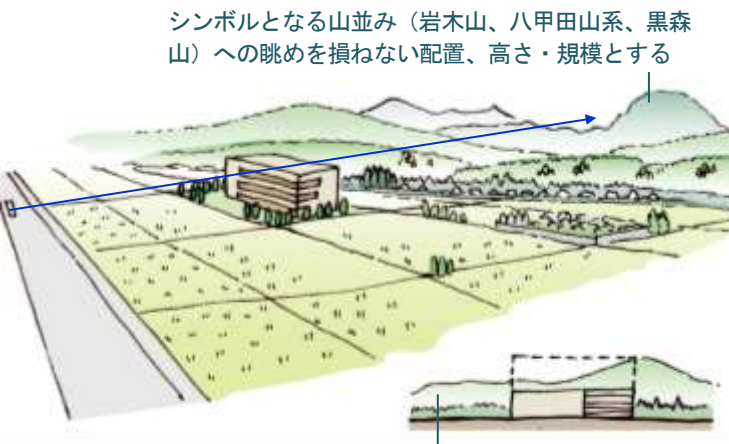 シンボルとなる山並み（岩木山、八甲田山系、黒森
山）への眺めを損ねない配置、高さ・規模とする